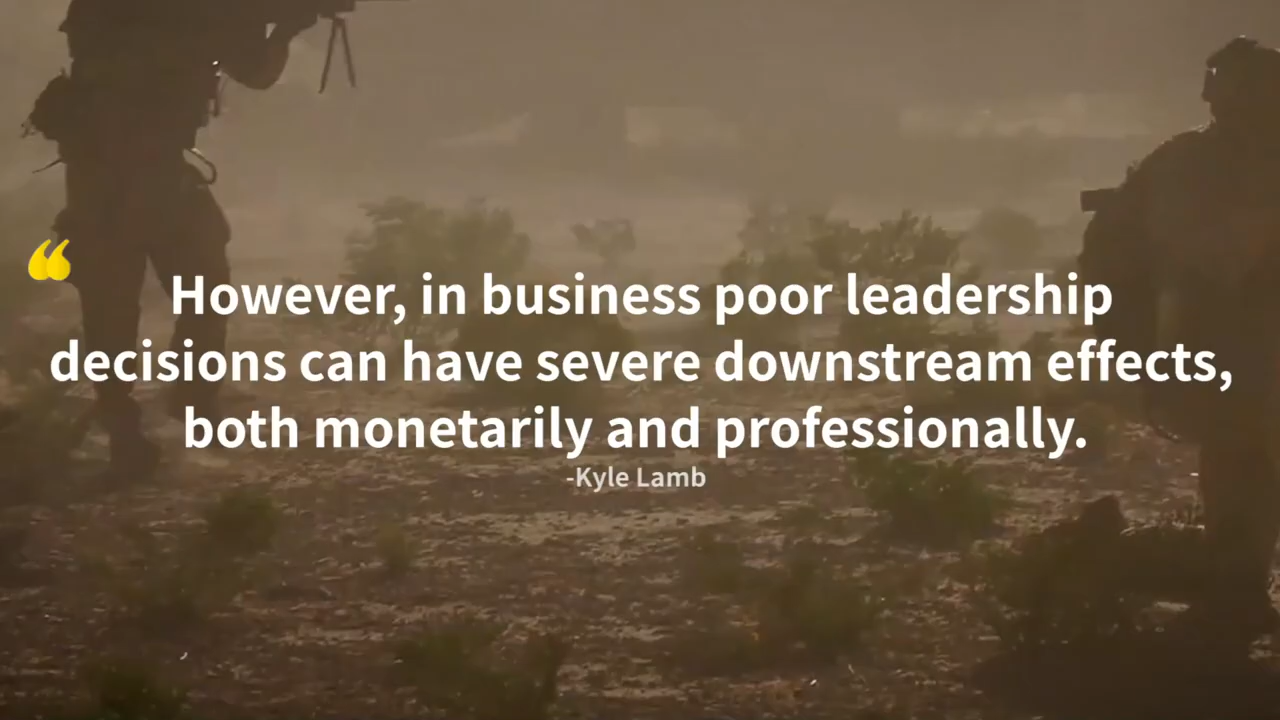 “
However, in business poor leadership
decisions can have severe downstream effects,
both monetarily and professionally.
-Kyle Lamb